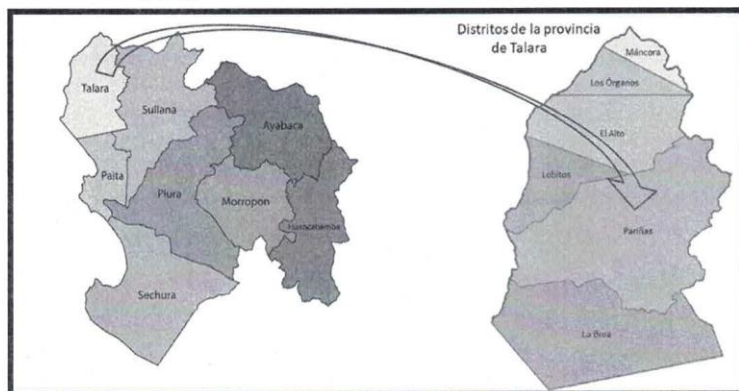 Distritos de la provincia
de Talara
Talara
Sullana
Ayabaca
Paita
Piura
Morropon
Huancabamba
Sechura
Máncora
Los Órganos
El Alto
Lobitos
Pariñas
La Brea